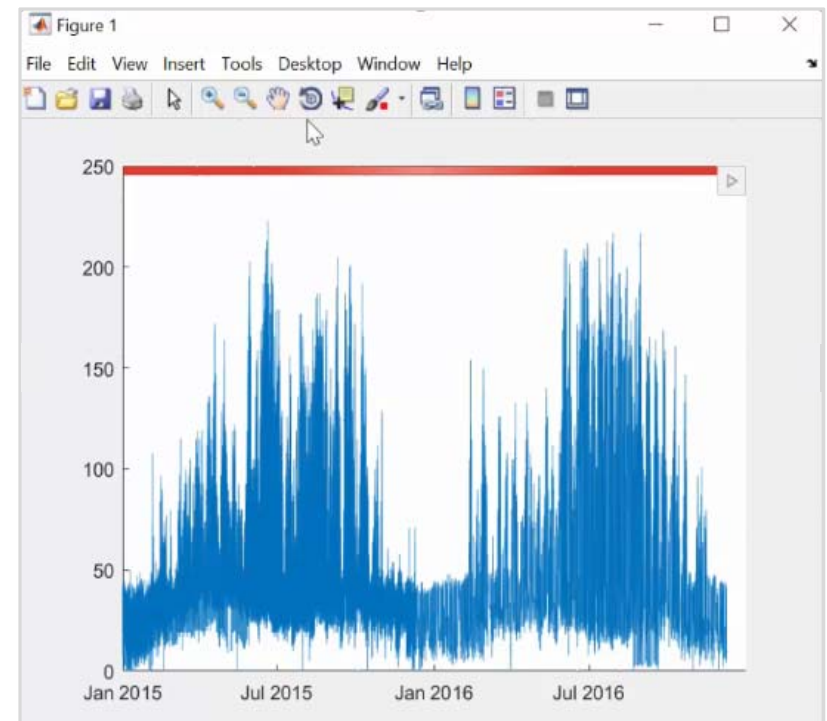 Figure 1
File Edit View Insert Tools Desktop Window Help
250
200
150
100
50
0
Jan 2015 Jul 2015 Jan 2016 Jul 2016